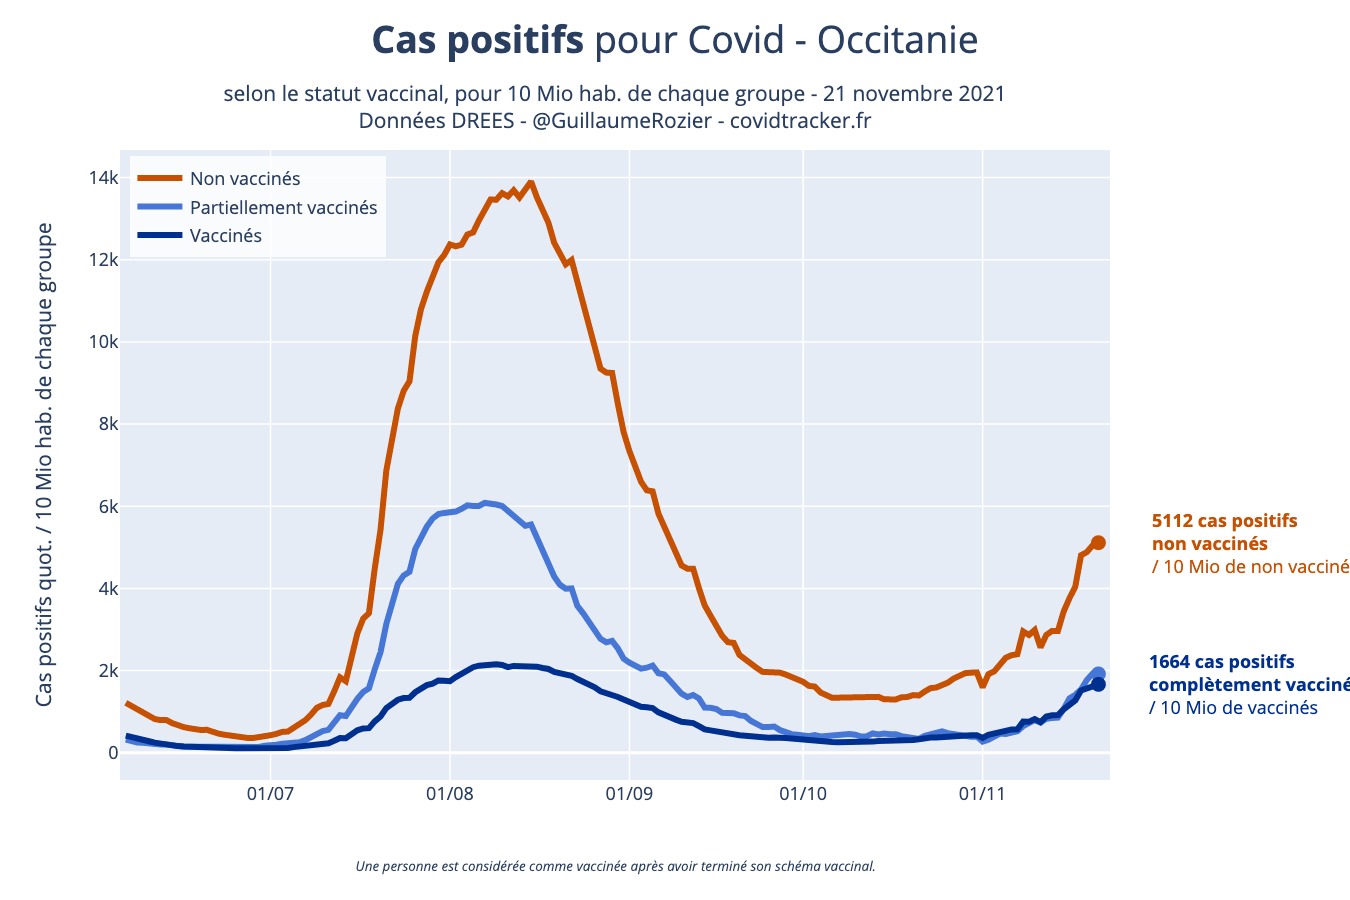 Cas positifs pour Covid - Occitanie
selon le statut vaccinal, pour 10 Mio hab. de chaque groupe - 21 novembre 2021
Données DREES - @GuillaumeRozier - covidtracker.fr
Non vaccinés
Partiellement vaccinés
Vaccinés
Cas positifs quot. / 10 Mio hab. de chaque groupe
14k
12k
10k
8k
6k
4k
2k
0
01/07
01/08
01/09
01/10
01/11
5112 cas positifs
non vaccinés
/ 10 Mio de non vacciné
1664 cas positifs
complètement vacciné
/ 10 Mio de vaccinés
Une personne est considérée comme vaccinée après avoir terminé son schéma vaccinal.